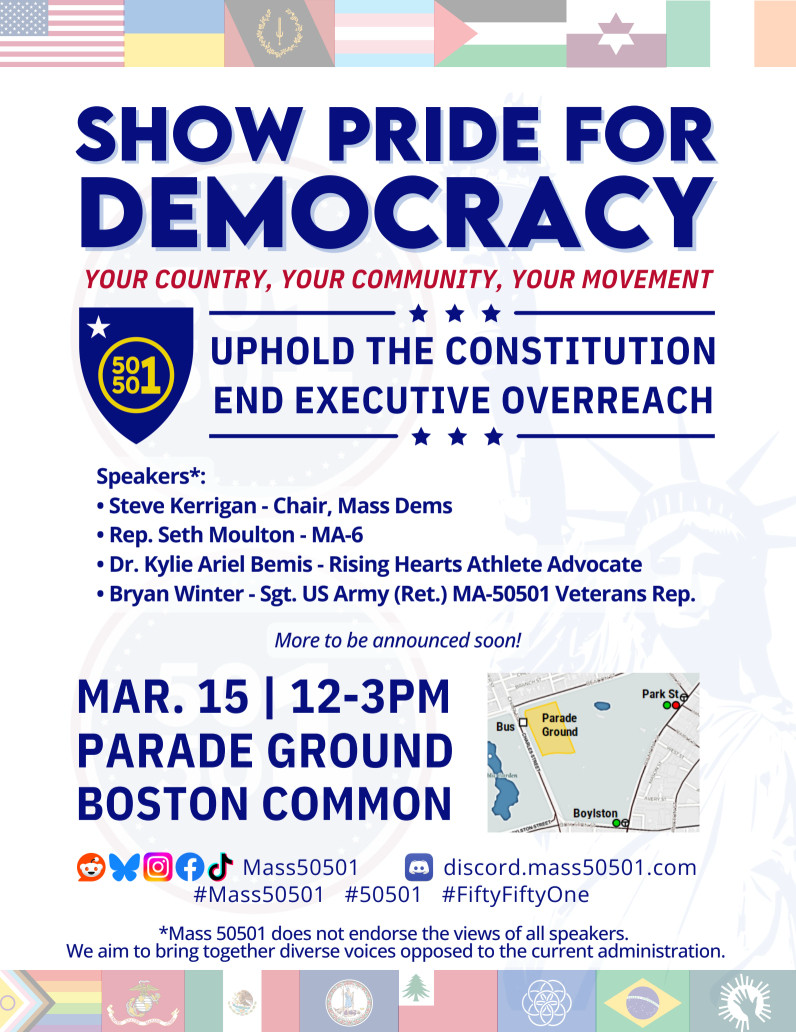 SHOW PRIDE FOR
DEMOCRACY
YOUR COUNTRY, YOUR COMMUNITY, YOUR MOVEMENT
50
50 1
UPHOLD THE CONSTITUTION
END EXECUTIVE OVERREACH
Speakers*:
• Steve Kerrigan - Chair, Mass Dems
• Rep. Seth Moulton - MA-6
• Dr. Kylie Ariel Bemis - Rising Hearts Athlete Advocate
• Bryan Winter - Sgt. US Army (Ret.) MA-50501 Veterans Rep.
More to be announced soon!
MAR. 15 | 12-3PM
PARADE GROUND
BOSTON COMMON
Park St
Bus
Parade
Ground
CHARLES STREET
Boylston
BOYLSTON STREET
Mass50501
discord.mass50501.com
#Mass50501 #50501 #FiftyFiftyOne
*Mass 50501 does not endorse the views of all speakers.
We aim to bring together diverse voices opposed to the current administration.